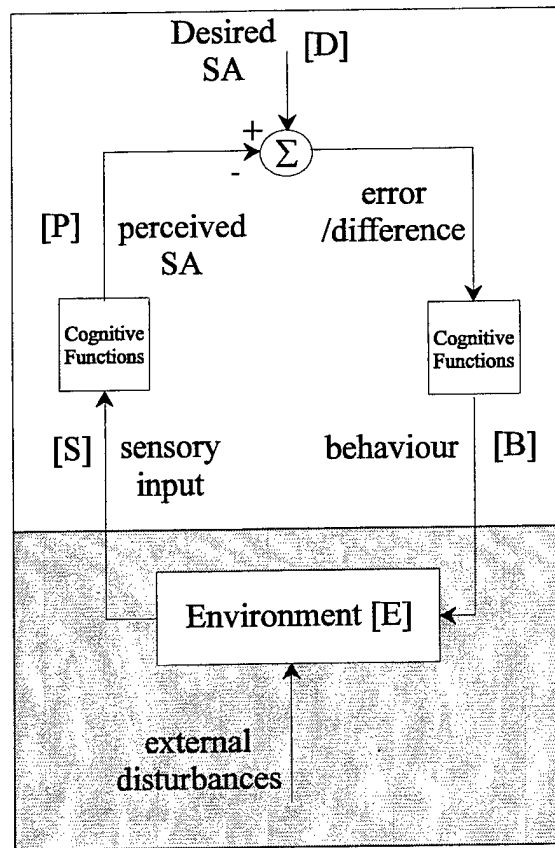 Desired
SA
[D]
+
-
Σ
[P]
perceived
SA
error
/difference
Cognitive
Functions
Cognitive
Functions
[S]
sensory
input
behaviour
[B]
Environment [E]
external
disturbances